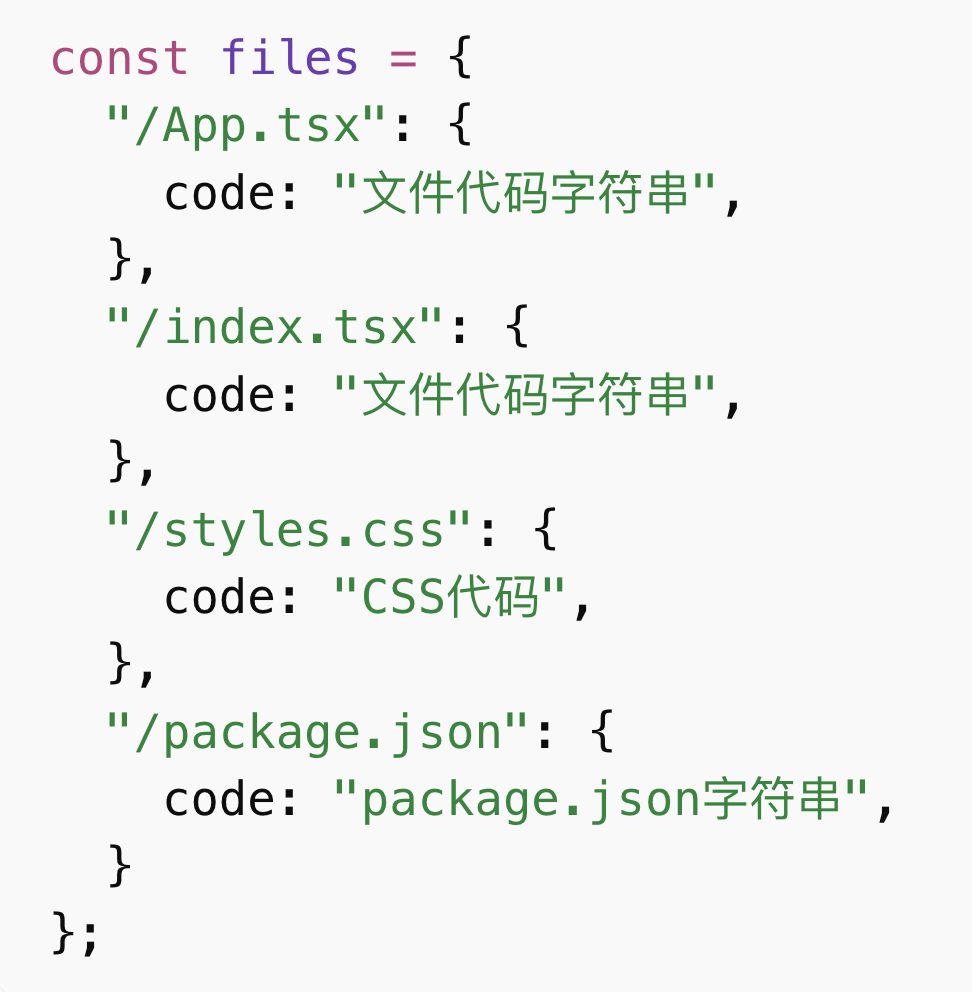 const files = {
  "/App.tsx": {
    code: "文件代码字符串",
  },
  "/index.tsx": {
    code: "文件代码字符串",
  },
  "/styles.css": {
    code: "CSS代码",
  },
  "/package.json": {
    code: "package.json字符串",
  }
};